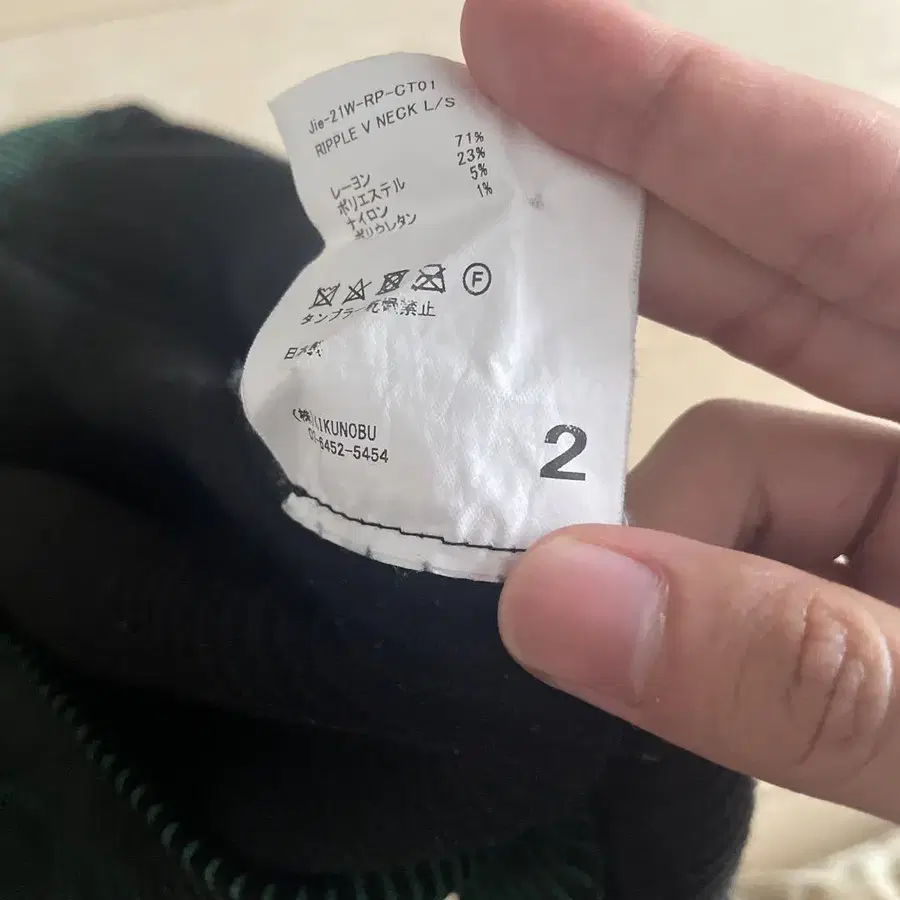 Jie-21W-RP-CT01
RIPPLE V NECK L/S
71%
レーヨン 23%
ポリエステル 5%
ナイロン 1%
ポリウレタン
F
タンブラー乾燥禁止
日本製
(株)IKUNOBU
6452-5454
2